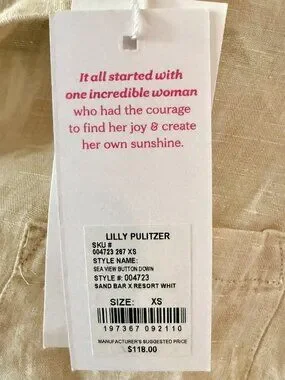 It all started with
one incredible woman
who had the courage
to find her joy & create
her own sunshine.
LILLY PULITZER
SKU #
004723 267 XS
STYLE NAME:
SEA VIEW BUTTON DOWN
STYLE #: 004723
SAND BAR X RESORT WHIT
SIZE: XS
197367 092110
MANUFACTURER'S SUGGESTED PRICE
$118.00